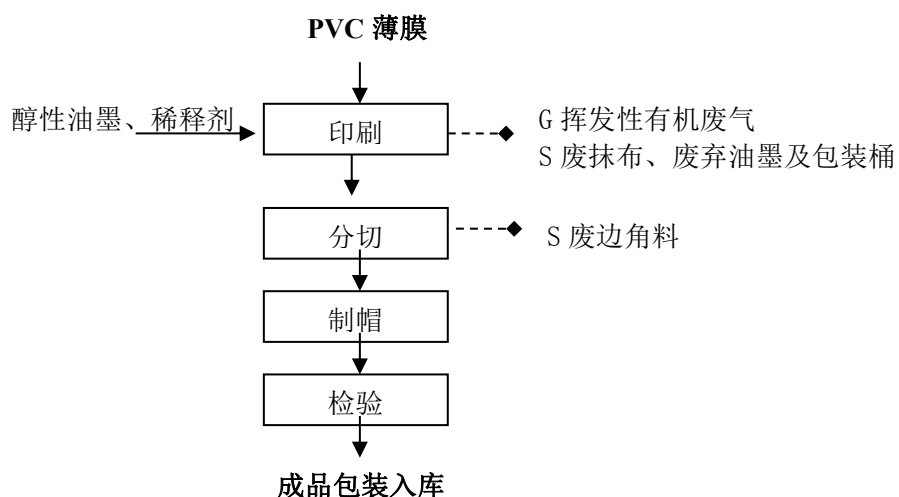 PVC 薄膜
醇性油墨、稀释剂
印刷
G 挥发性有机废气
S 废抹布、废弃油墨及包装桶
分切
S 废边角料
制帽
检验
成品包装入库